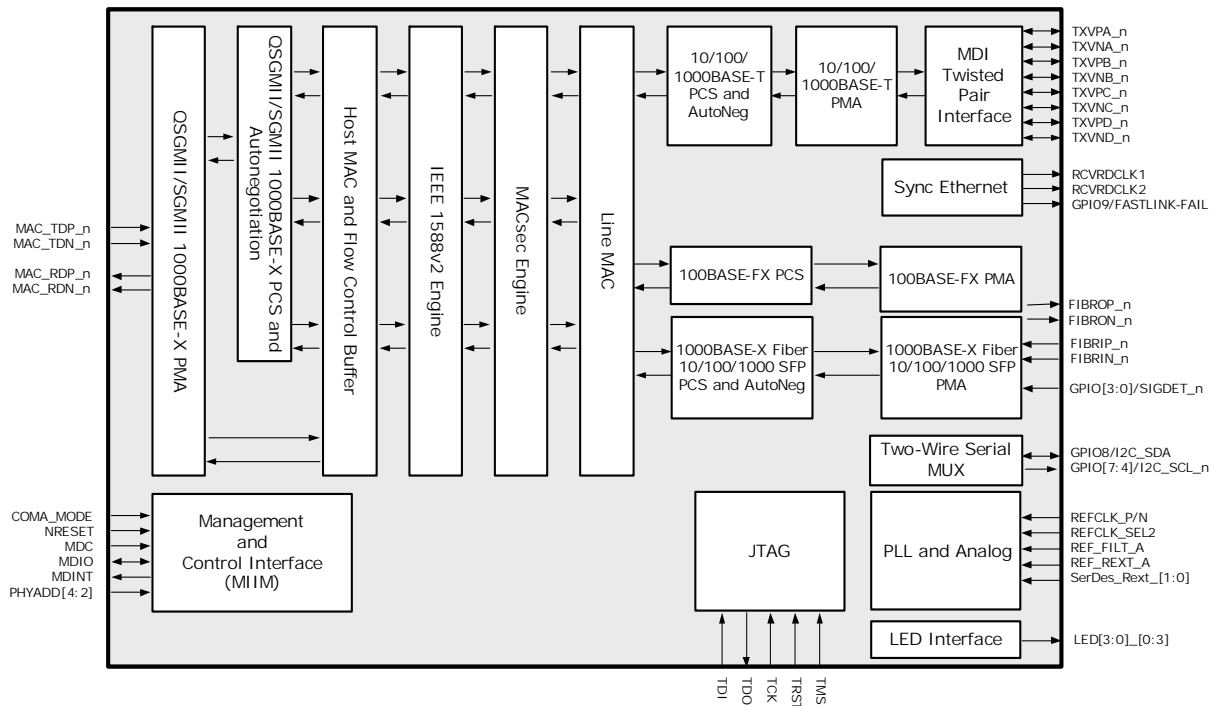 MAC_TDP_n
MAC_TDN_n
MAC_RDP_n
MAC_RDN_n
QSGMII/SGMII 1000BASE-X PMA
QSGMII/SGMII 1000BASE-X PCS and
Autonegotiation
Host MAC and Flow Control Buffer
IEEE 1588v2 Engine
MACsec Engine
Line MAC
10/100/
1000BASE-T
PCS and
AutoNeg
10/100/
1000BASE-T
PMA
MDI
Twisted
Pair
Interface
TXVPA_n
TXVNA_n
TXVPB_n
TXVNB_n
TXVPC_n
TXVNC_n
TXVPD_n
TXVND_n
Sync Ethernet
RCVRDCLK1
RCVRDCLK2
GPIO9/FASTLINK-FAIL
100BASE-FX PCS
100BASE-FX PMA
FIBROP_n
FIBRON_n
1000BASE-X Fiber
10/100/1000 SFP
PCS and AutoNeg
1000BASE-X Fiber
10/100/1000 SFP
PMA
FIBRIP_n
FIBRIN_n
GPIO[3:0]/SIGDET_n
Two-Wire Serial
MUX
GPIO8/I2C_SDA
GPIO[7:4]/I2C_SCL_n
COMA_MODE
NRESET
MDC
MDIO
MDINT
PHYADD[4:2]
Management
and
Control Interface
(MIIM)
JTAG
PLL and Analog
REFCLK_P/N
REFCLK_SEL2
REF_FILT_A
REF_REXT_A
SerDes_Rext_[1:0]
LED Interface
LED[3:0]_[0:3]
TDI
TDO
TCK
TRST
TMS